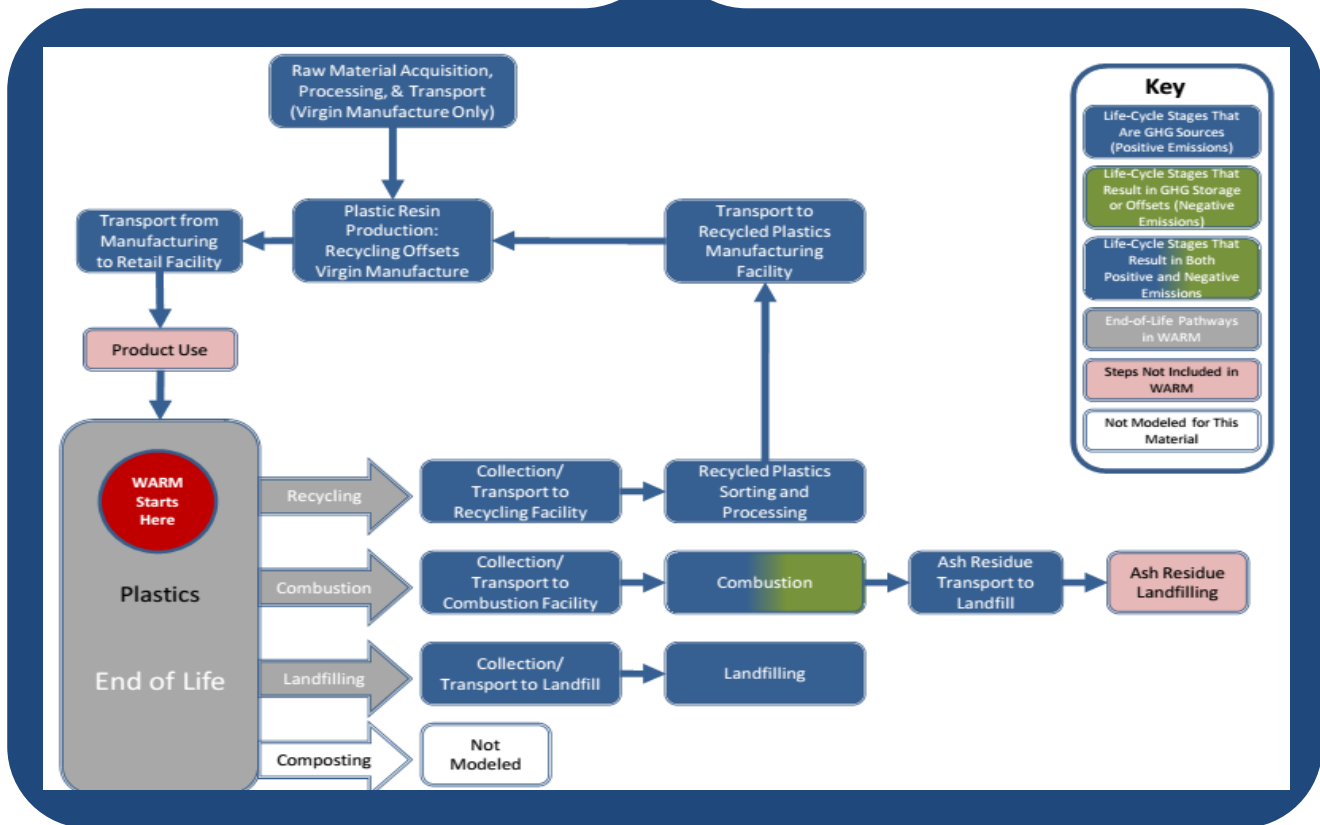 Raw Material Acquisition,
Processing, & Transport
(Virgin Manufacture Only)
Key
Life-Cycle Stages That
Are GHG Sources
(Positive Emissions)
Life-Cycle Stages That
Result in GHG Storage
or Offsets (Negative
Emissions)
Life-Cycle Stages That
Result in Both
Positive and Negative
Emissions
End-of-Life Pathways
in WARM
Steps Not Included in
WARM
Not Modeled for This
Material
Transport from
Manufacturing
to Retail Facility
Plastic Resin
Production:
Recycling Offsets
Virgin Manufacture
Transport to
Recycled Plastics
Manufacturing
Facility
Product Use
WARM
Starts
Here
Plastics
End of Life
Recycling
Collection/
Transport to
Recycling Facility
Recycled Plastics
Sorting and
Processing
Combustion
Collection/
Transport to
Combustion Facility
Combustion
Ash Residue
Transport to
Landfill
Ash Residue
Landfilling
Landfilling
Collection/
Transport to Landfill
Landfilling
Composting
Not
Modeled